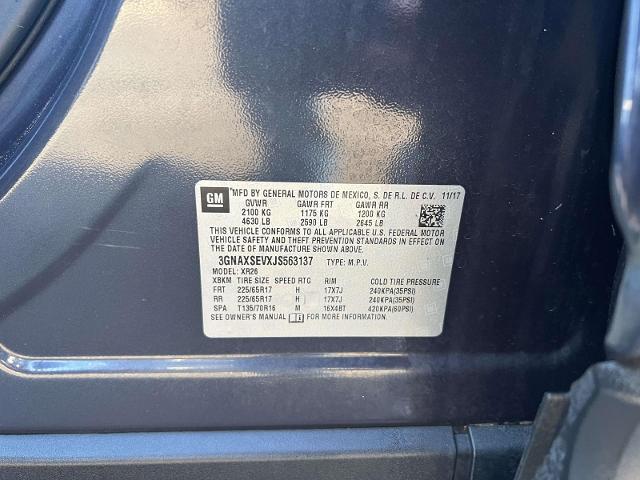 GM
MFD BY GENERAL MOTORS DE MEXICO, S. DE R.L. DE C.V. 11/17
GVWR GAWR FRT GAWR RR
2100 KG 1175 KG 1200 KG
4630 LB 2590 LB 2645 LB
THIS VEHICLE CONFORMS TO ALL APPLICABLE U.S. FEDERAL MOTOR
VEHICLE SAFETY AND THEFT PREVENTION STANDARDS IN EFFECT ON
THE DATE OF MANUFACTURE SHOWN ABOVE.
3GNAXSEVXJS563137 TYPE: M.P.V.
MODEL: XR26
XBKM TIRE SIZE SPEED RTG RIM COLD TIRE PRESSURE
FRT 225/65R17 H 17X7J 240KPA(35PSI)
RR 225/65R17 H 17X7J 240KPA(35PSI)
SPA T135/70R16 M 16X4BT 420KPA(60PSI)
SEE OWNER'S MANUAL FOR MORE INFORMATION.